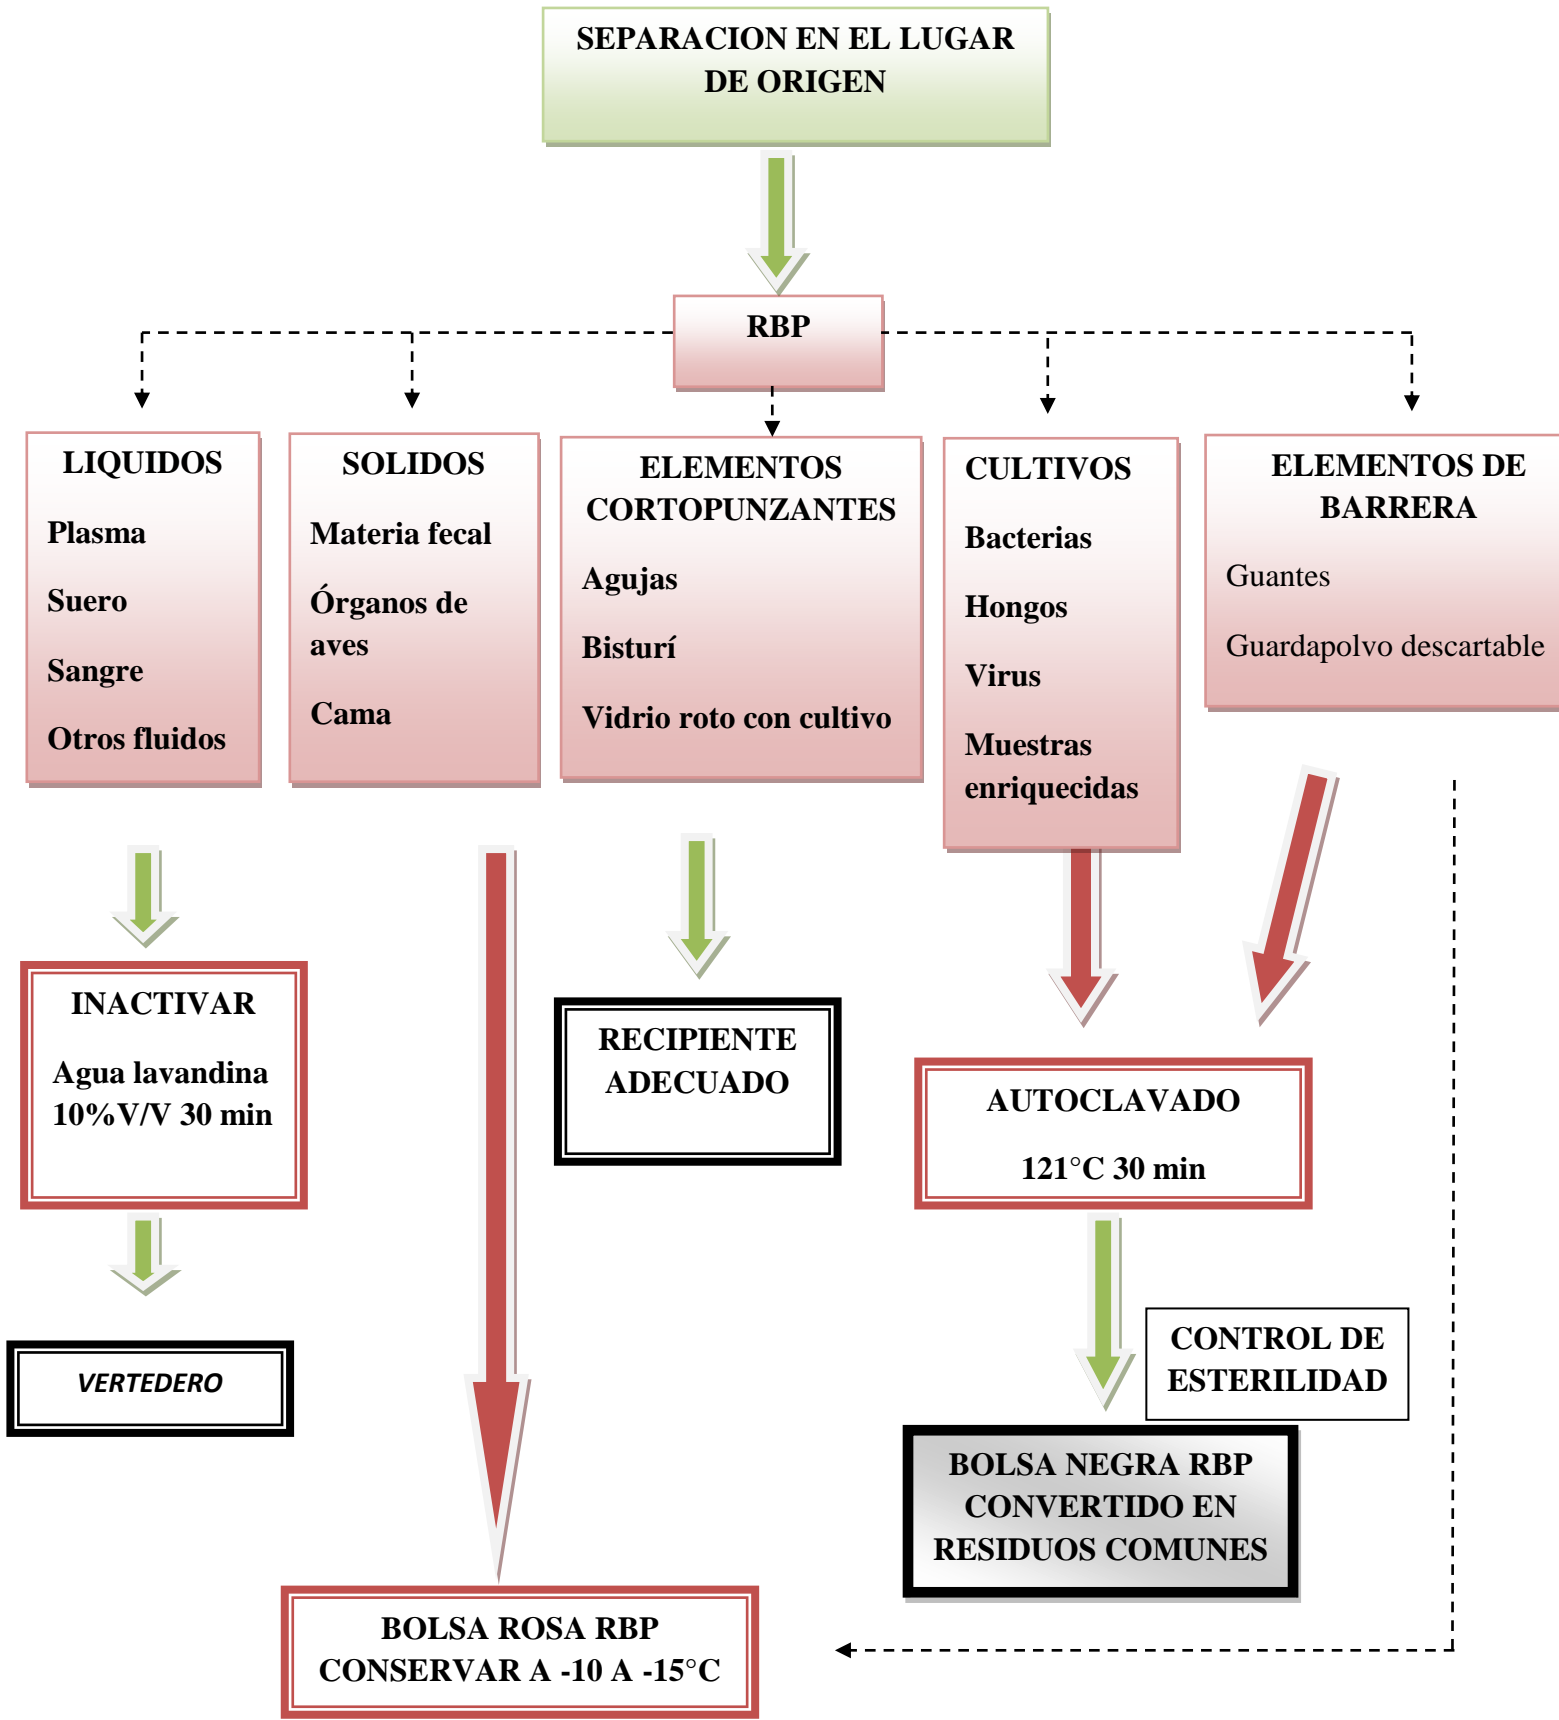 SEPARACION EN EL LUGAR
DE ORIGEN
RBP
LIQUIDOS
Plasma
Suero
Sangre
Otros fluidos
SOLIDOS
Materia fecal
Órganos de
aves
Cama
ELEMENTOS
CORTOPUNZANTES
Agujas
Bisturí
Vidrio roto con cultivo
CULTIVOS
Bacterias
Hongos
Virus
Muestras
enriquecidas
ELEMENTOS DE
BARRERA
Guantes
Guardapolvo descartable
INACTIVAR
Agua lavandina
10%V/V 30 min
RECIPIENTE
ADECUADO
AUTOCLAVADO
121°C 30 min
VERTEDERO
CONTROL DE
ESTERILIDAD
BOLSA NEGRA RBP
CONVERTIDO EN
RESIDUOS COMUNES
BOLSA ROSA RBP
CONSERVAR A -10 A -15°C